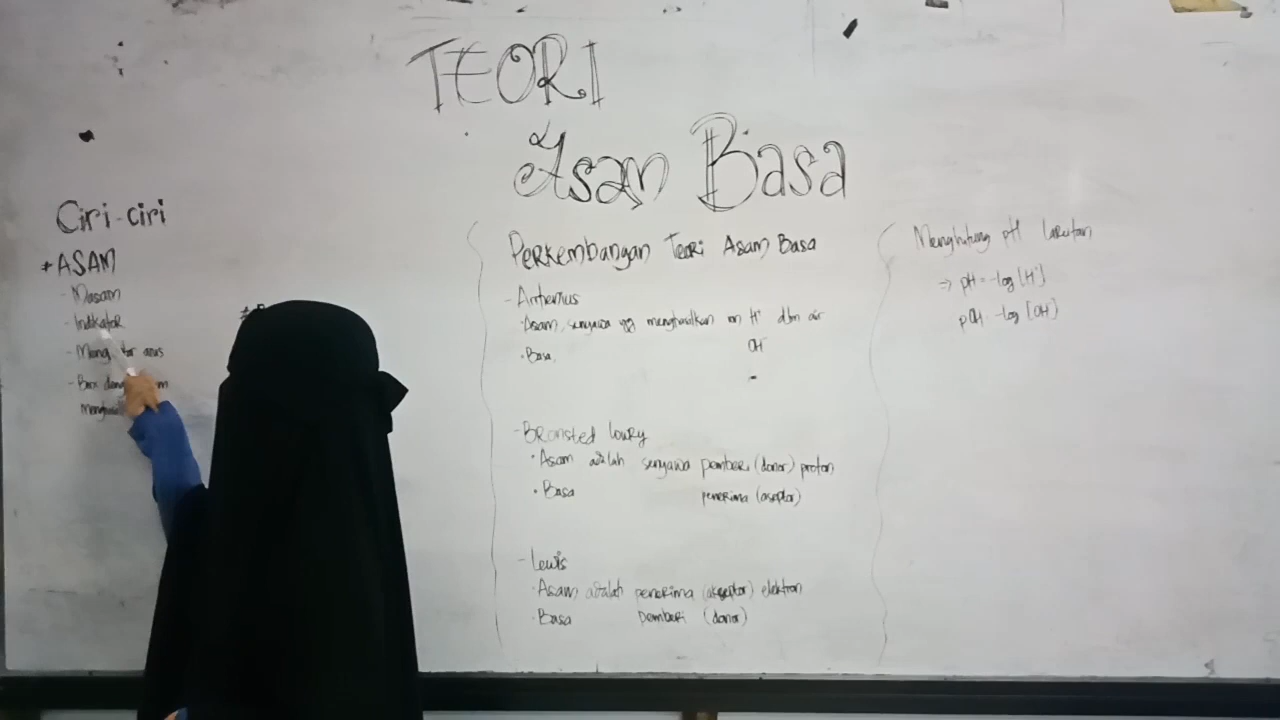 TEORI
Asam Basa
Ciri-ciri
* ASAM
- Masam
- Indikator
- Meng arus
-
Perkembangan Teori Asam Basa
- Arrhenius
• Asam, senyawa yg menghasilkan ion H⁺ dlm air
• Basa, OH⁻
- Bronsted lowry
• Asam adalah senyawa pemberi (donor) proton
• Basa penerima (aseptor)
- Lewis
• Asam adalah penerima (akseptor) elektron
• Basa pemberi (donor)
Menghitung pH larutan
⇒ pH = -log [H⁺]
pOH -log [OH]